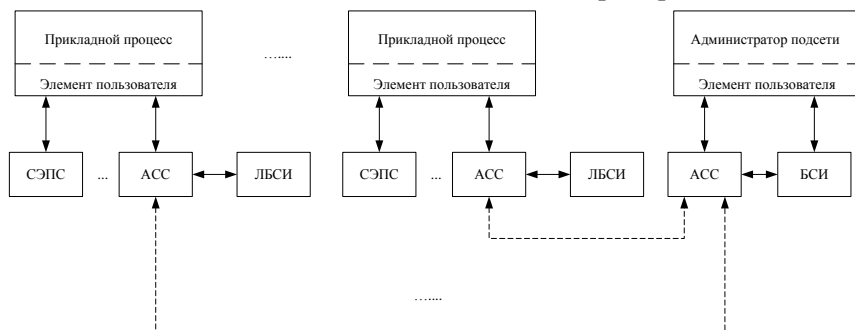 Прикладной процесс
Элемент пользователя
…....
Прикладной процесс
Элемент пользователя
Администратор подсети
Элемент пользователя
СЭПС
...
АСС
ЛБСИ
СЭПС
...
АСС
ЛБСИ
АСС
БСИ
…....